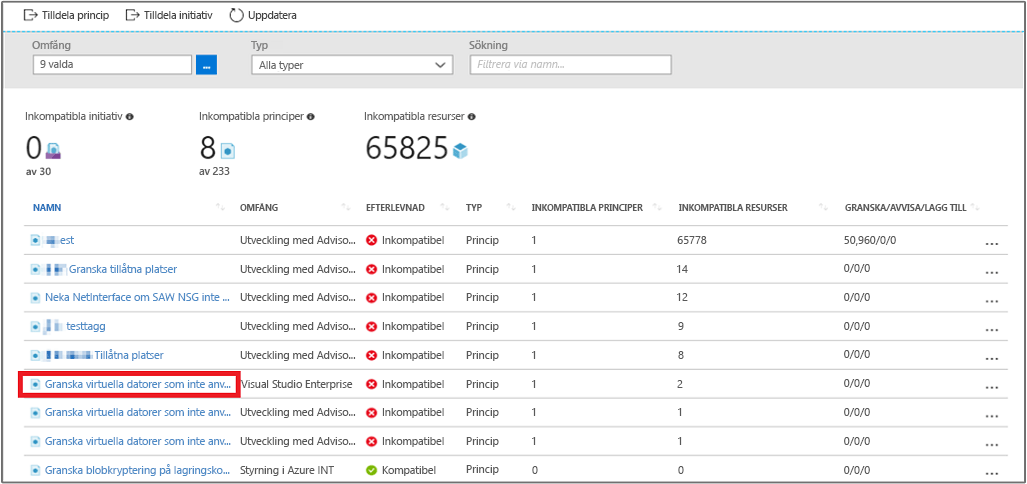 Tilldela princip Tilldela initiativ Uppdatera
Omfång Typ Sökning
9 valda ... Alla typer Filtrera via namn...
Inkompatibla initiativ Inkompatibla principer Inkompatibla resurser
0 8 65825
av 30 av 233
NAMN OMFÅNG EFTERLEVNAD TYP INKOMPATIBLA PRINCIPER INKOMPATIBLA RESURSER GRANSKA/AVVISA/LAGG TILL
est Utveckling med Adviso... Inkompatibel Princip 1 65778 50,960/0/0 ...
Granska tillåtna platser Utveckling med Adviso... Inkompatibel Princip 1 14 0/0/0 ...
Neka NetInterface om SAW NSG inte ... Utveckling med Adviso... Inkompatibel Princip 1 12 0/0/0 ...
testtagg Utveckling med Adviso... Inkompatibel Princip 1 9 0/0/0 ...
Tillåtna platser Utveckling med Adviso... Inkompatibel Princip 1 8 0/0/0 ...
Granska virtuella datorer som inte anv... Visual Studio Enterprise Inkompatibel Princip 1 2 0/0/0 ...
Granska virtuella datorer som inte anv... Utveckling med Adviso... Inkompatibel Princip 1 1 0/0/0 ...
Granska virtuella datorer som inte anv... Utveckling med Adviso... Inkompatibel Princip 1 1 0/0/0 ...
Granska blobkryptering på lagringsko... Styrning i Azure INT Kompatibel Princip 0 0 0/0/0 ...